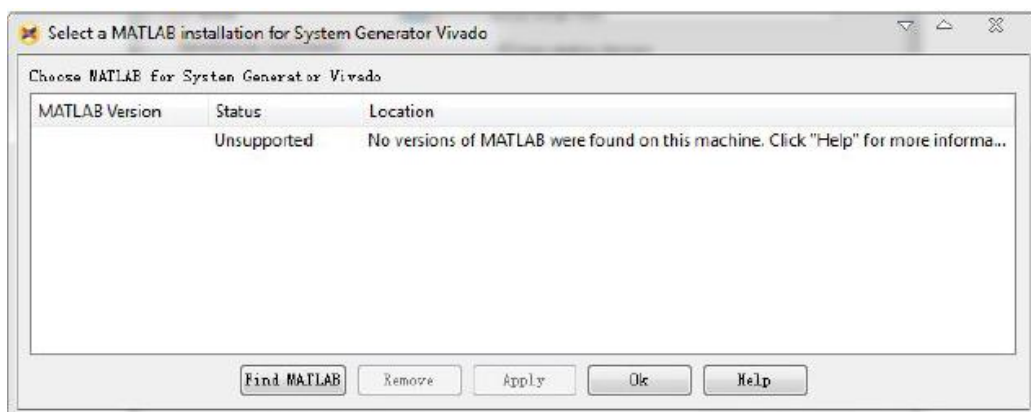 Select a MATLAB installation for System Generator Vivado
Choose MATLAB for System Generator Vivado
MATLAB Version Status Location
Unsupported No versions of MATLAB were found on this machine. Click "Help" for more informa...
Find MATLAB Remove Apply Ok Help